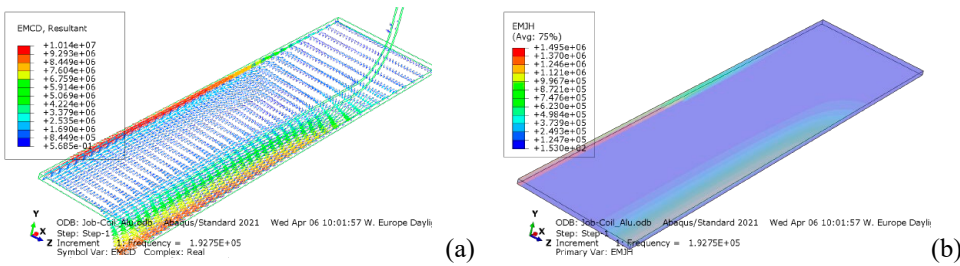 EMCD, Resultant
+1.014e+07
+9.293e+06
+8.449e+06
+7.604e+06
+6.759e+06
+5.914e+06
+5.069e+06
+4.224e+06
+3.379e+06
+2.535e+06
+1.690e+06
+8.449e+05
+5.685e-01
Y
X
Z
ODB: Job-Coil_Alu.odb Abaqus/Standard 2021 Wed Apr 06 10:01:57 W. Europe Dayli
Step: Step-1
Increment 1: Frequency = 1.9275E+05
Symbol Var: EMCD Complex: Real
(a)
EMJH
(Avg: 75%)
+1.495e+06
+1.370e+06
+1.246e+06
+1.121e+06
+9.967e+05
+8.721e+05
+7.476e+05
+6.230e+05
+4.984e+05
+3.739e+05
+2.493e+05
+1.247e+05
+1.530e+02
Y
X
Z
ODB: Job-Coil_Alu.odb Abaqus/Standard 2021 Wed Apr 06 10:01:57 W. Europe Dayli
Step: Step-1
Increment 1: Frequency = 1.9275E+05
Primary Var: EMJH
(b)